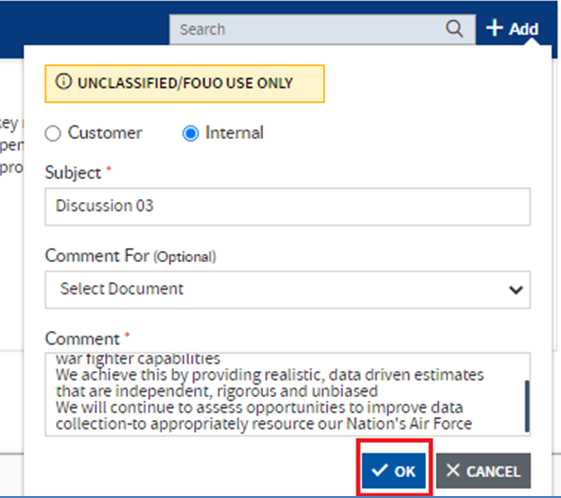 Search
+ Add
UNCLASSIFIED/FOUO USE ONLY
Customer
Internal
Subject *
Discussion 03
Comment For (Optional)
Select Document
Comment *
war fighter capabilities
We achieve this by providing realistic, data driven estimates
that are independent, rigorous and unbiased
We will continue to assess opportunities to improve data
collection-to appropriately resource our Nation's Air Force
OK
CANCEL